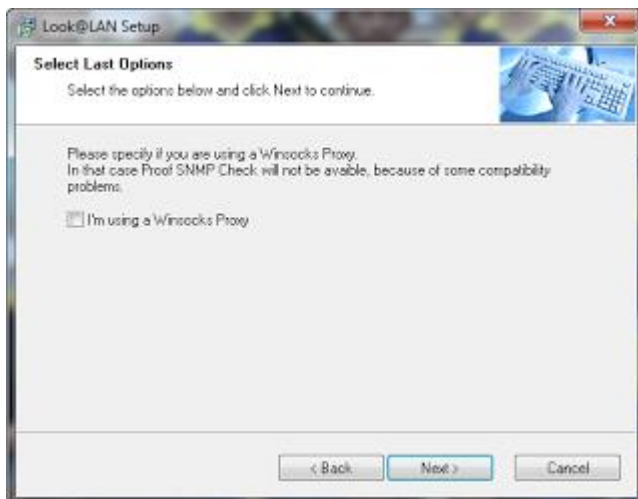 Look@LAN Setup
Select Last Options
Select the options below and click Next to continue.
Please specify if you are using a Winsocks Proxy.
In that case Proof SNMP Check will not be avaible, because of some compatibility
problems.
I'm using a Winsocks Proxy
< Back
Next >
Cancel